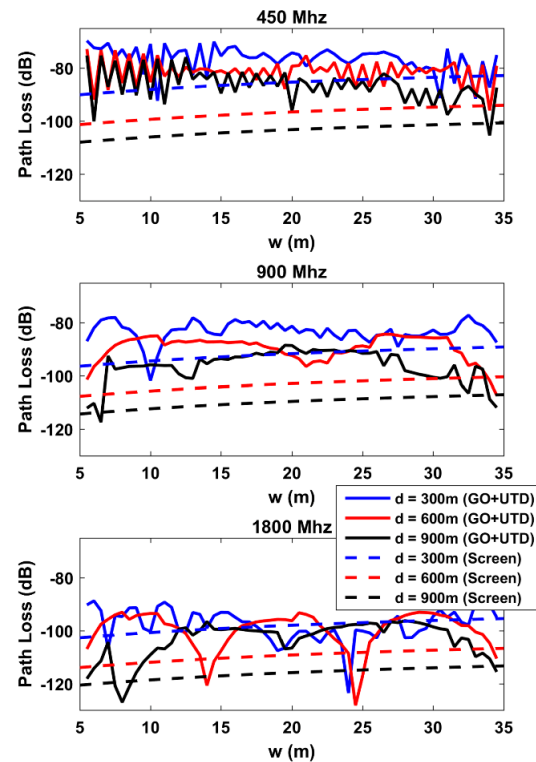 450 Mhz
-80
-100
-120
Path Loss (dB)
5 10 15 20 25 30 35
w (m)
900 Mhz
-80
-100
-120
Path Loss (dB)
5 10 15 20 25 30 35
w (m)
d = 300m (GO+UTD)
d = 600m (GO+UTD)
d = 900m (GO+UTD)
d = 300m (Screen)
d = 600m (Screen)
d = 900m (Screen)
1800 Mhz
-80
-100
-120
Path Loss (dB)
5 10 15 20 25 30 35
w (m)